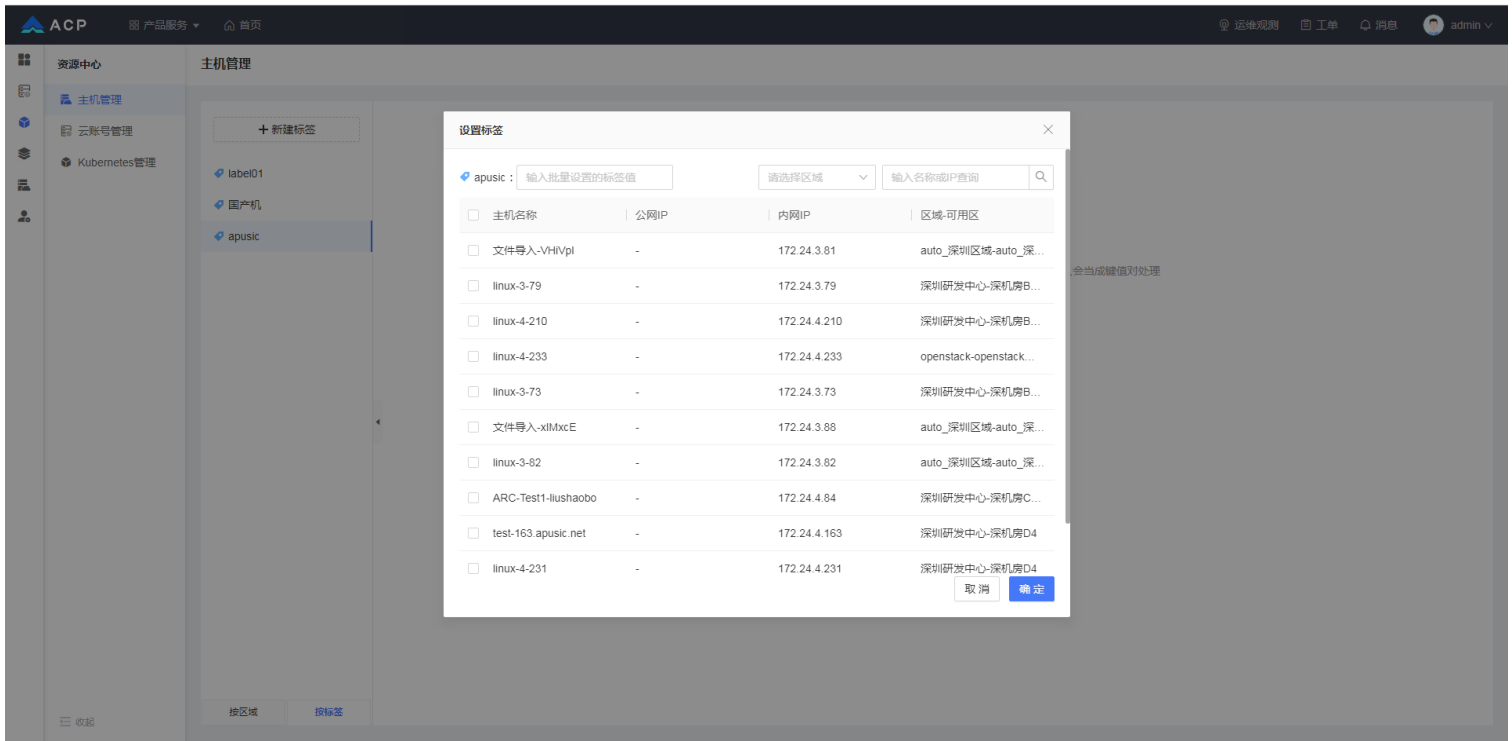 ACP 产品服务 首页 运维观测 工单 消息 admin
资源中心 主机管理
主机管理
云账号管理
Kubernetes管理
新建标签
label01
国产机
apusic
设置标签
apusic： 输入批量设置的标签值 请选择区域 输入名称或IP查询
主机名称 公网IP 内网IP 区域-可用区
文件导入-VHiVpI - 172.24.3.81 auto_深圳区域-auto_深...
linux-3-79 - 172.24.3.79 深圳研发中心-深机房B...
linux-4-210 - 172.24.4.210 深圳研发中心-深机房B...
linux-4-233 - 172.24.4.233 openstack-openstack...
linux-3-73 - 172.24.3.73 深圳研发中心-深机房B...
文件导入-xlMxcE - 172.24.3.88 auto_深圳区域-auto_深...
linux-3-82 - 172.24.3.82 auto_深圳区域-auto_深...
ARC-Test1-liushaobo - 172.24.4.84 深圳研发中心-深机房C...
test-163.apusic.net - 172.24.4.163 深圳研发中心-深机房D4
linux-4-231 - 172.24.4.231 深圳研发中心-深机房D4
取消 确定
,会当成键值对处理
按区域 按标签
收起